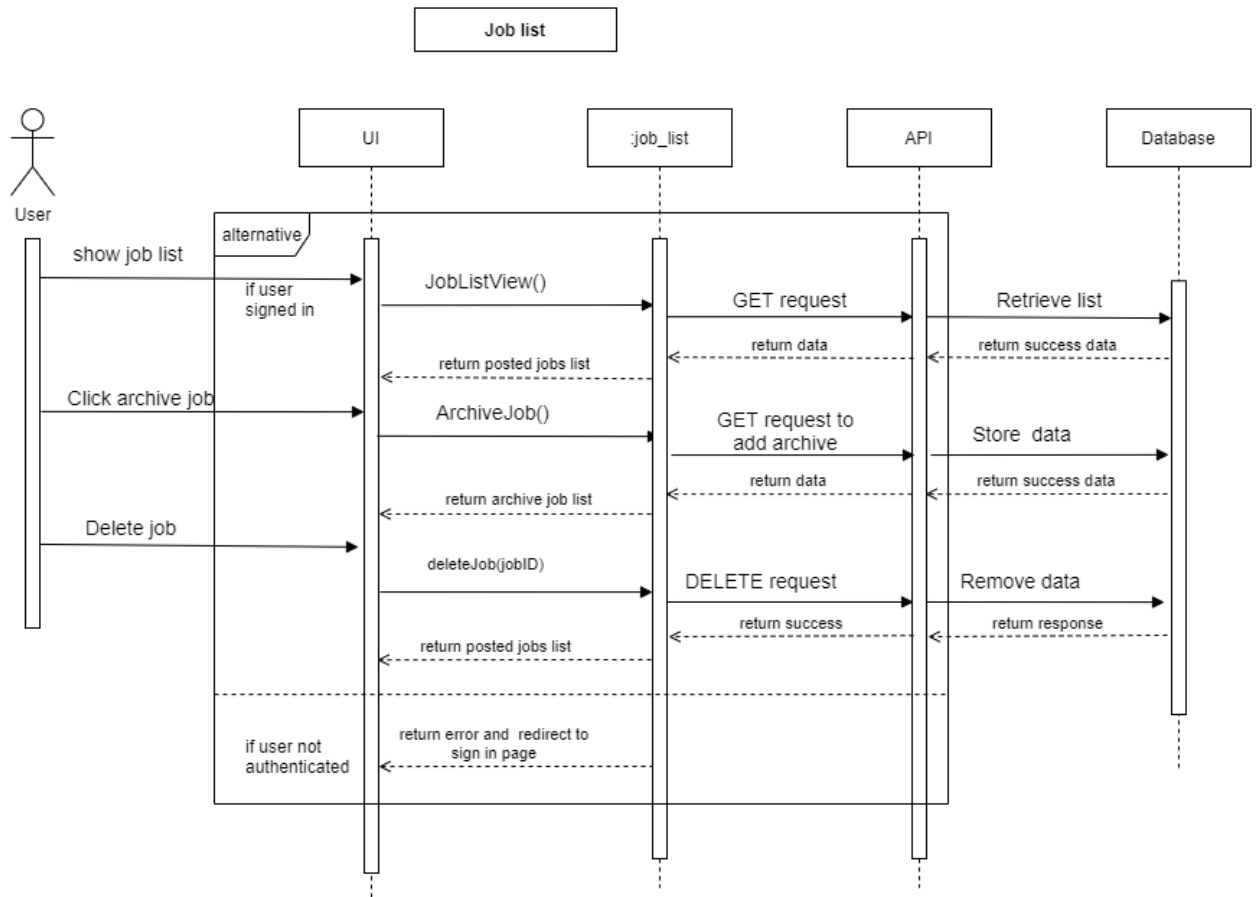 Job list
UI
:job_list
API
Database
User
alternative
show job list
if user
signed in
JobListView()
GET request
Retrieve list
return data
return success data
return posted jobs list
Click archive job
ArchiveJob()
GET request to
add archive
Store data
return data
return success data
return archive job list
Delete job
deleteJob(jobID)
DELETE request
Remove data
return success
return response
return posted jobs list
if user not
authenticated
return error and redirect to
sign in page